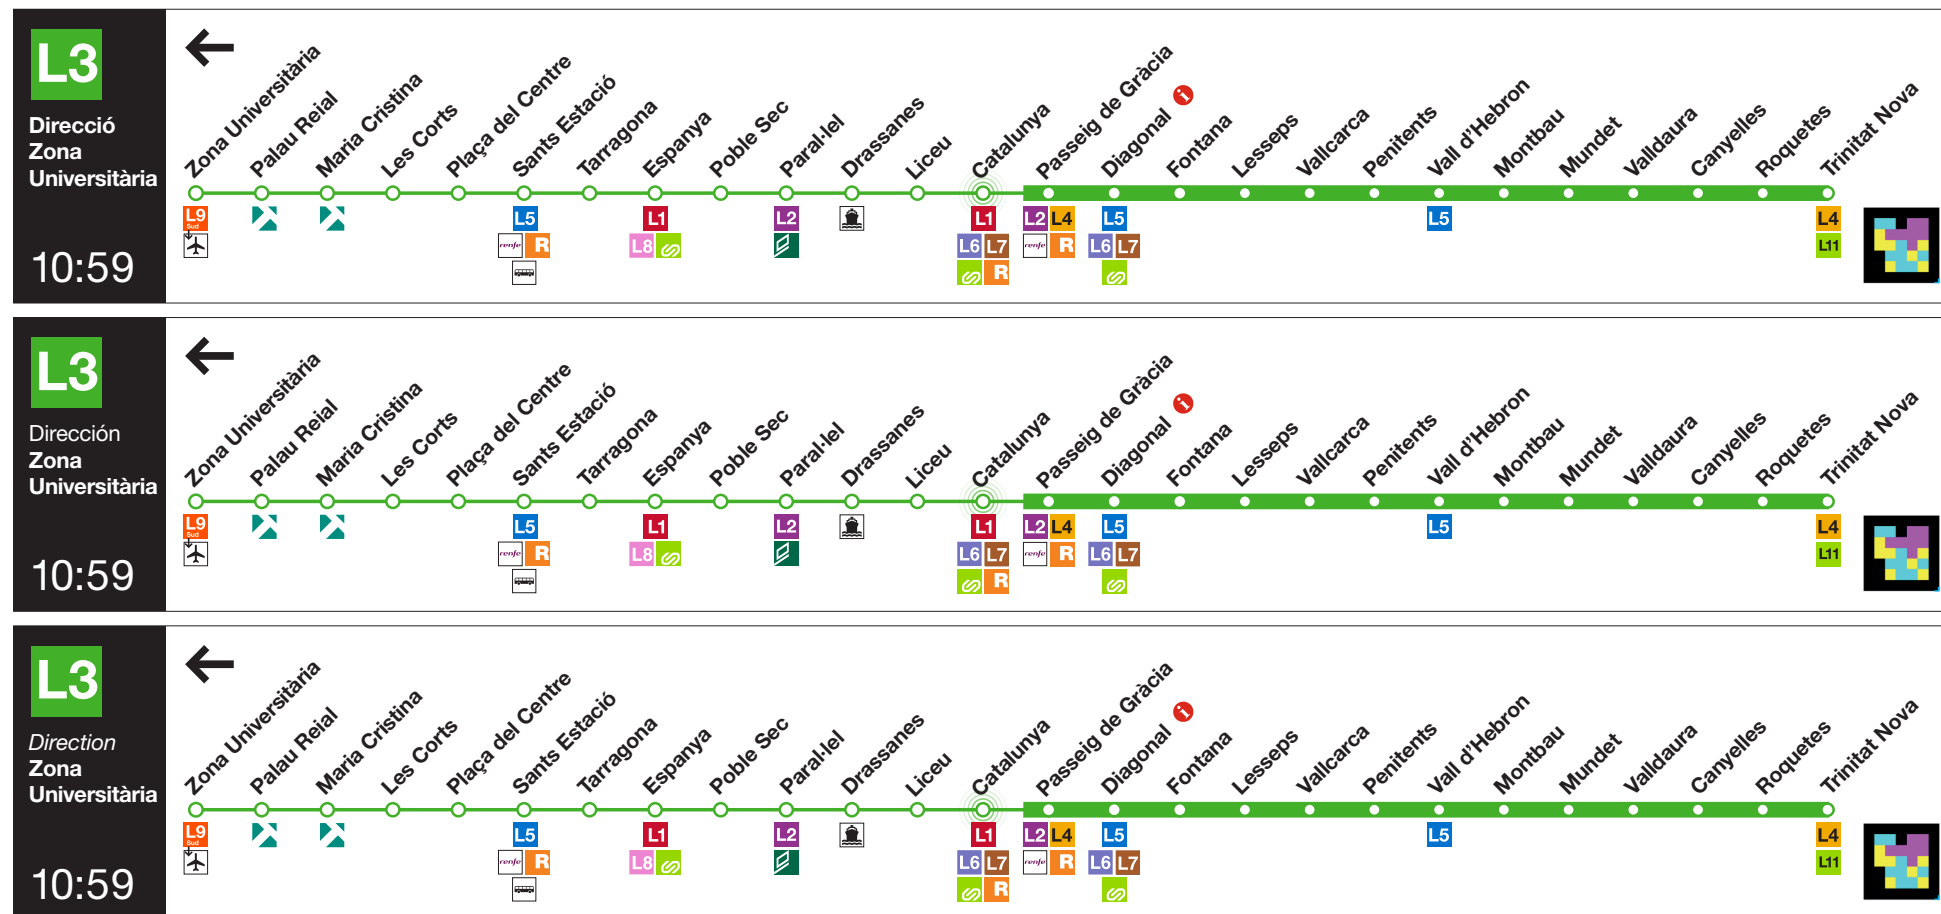 L3
Direcció
Zona
Universitària
10:59
Zona Universitària
Palau Reial
Maria Cristina
Les Corts
Plaça del Centre
Sants Estació
Tarragona
Espanya
Poble Sec
Paral·lel
Drassanes
Liceu
Catalunya
Passeig de Gràcia
Diagonal i
Fontana
Lesseps
Vallcarca
Penitents
Vall d'Hebron
Montbau
Mundet
Valldaura
Canyelles
Roquetes
Trinitat Nova
L9 L5 L1 L2 L1 L2 L4 L5 L5 L4
Sud
renfe R L8 L6 L7 renfe R L6 L7 L11
R
L3
Dirección
Zona
Universitària
10:59
Zona Universitària
Palau Reial
Maria Cristina
Les Corts
Plaça del Centre
Sants Estació
Tarragona
Espanya
Poble Sec
Paral·lel
Drassanes
Liceu
Catalunya
Passeig de Gràcia
Diagonal i
Fontana
Lesseps
Vallcarca
Penitents
Vall d'Hebron
Montbau
Mundet
Valldaura
Canyelles
Roquetes
Trinitat Nova
L9 L5 L1 L2 L1 L2 L4 L5 L5 L4
Sud
renfe R L8 L6 L7 renfe R L6 L7 L11
R
L3
Direction
Zona
Universitària
10:59
Zona Universitària
Palau Reial
Maria Cristina
Les Corts
Plaça del Centre
Sants Estació
Tarragona
Espanya
Poble Sec
Paral·lel
Drassanes
Liceu
Catalunya
Passeig de Gràcia
Diagonal i
Fontana
Lesseps
Vallcarca
Penitents
Vall d'Hebron
Montbau
Mundet
Valldaura
Canyelles
Roquetes
Trinitat Nova
L9 L5 L1 L2 L1 L2 L4 L5 L5 L4
Sud
renfe R L8 L6 L7 renfe R L6 L7 L11
R